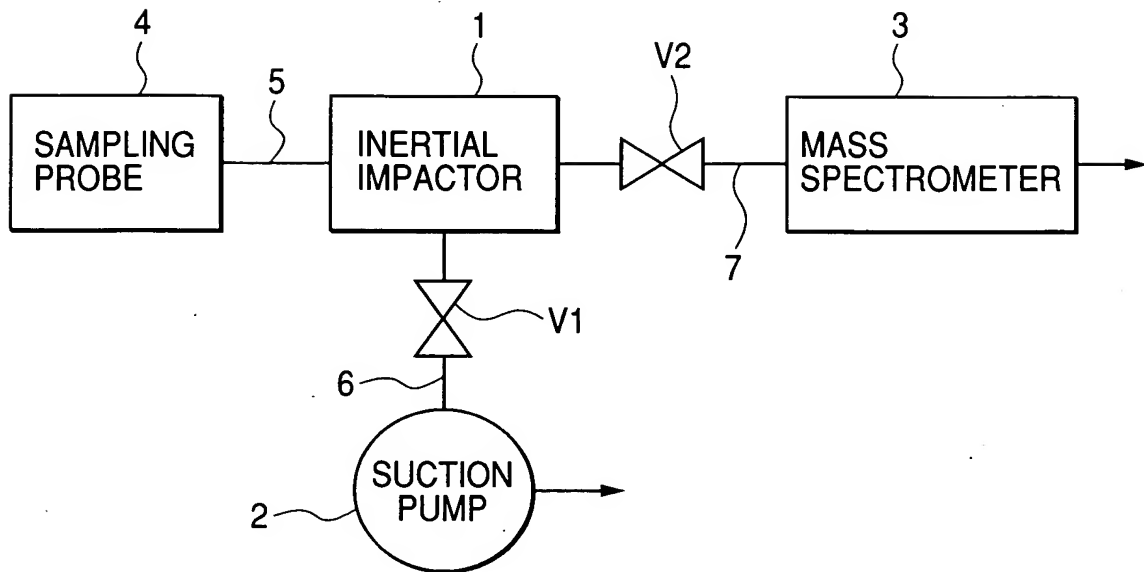 4
1
3
V2
5
SAMPLING
PROBE
INERTIAL
IMPACTOR
MASS
SPECTROMETER
7
V1
6
SUCTION
PUMP
2